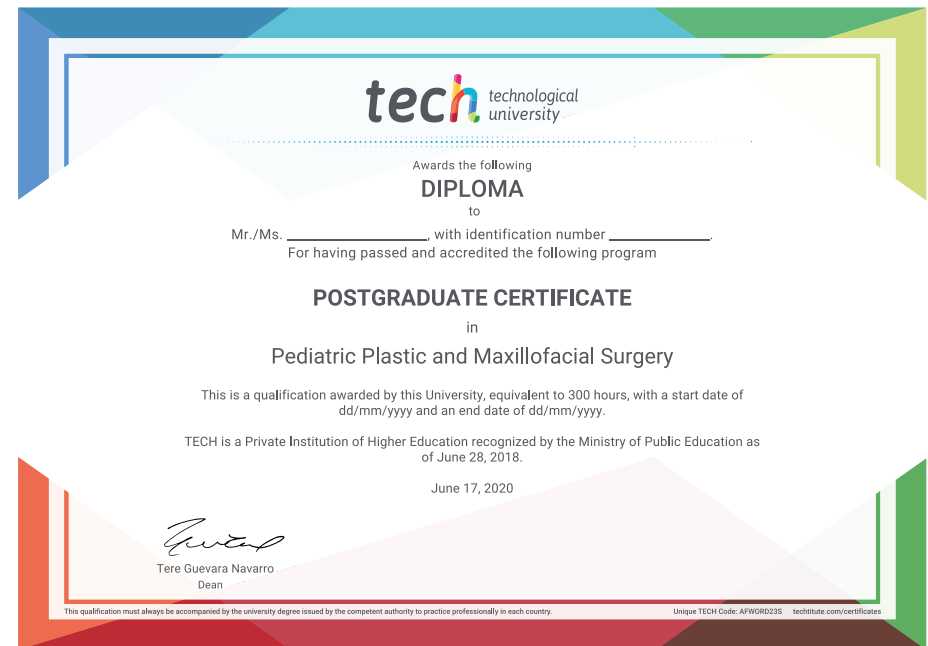 tech technological
university
Awards the following
DIPLOMA
to
Mr./Ms. ____________________, with identification number ______________.
For having passed and accredited the following program
POSTGRADUATE CERTIFICATE
in
Pediatric Plastic and Maxillofacial Surgery
This is a qualification awarded by this University, equivalent to 300 hours, with a start date of
dd/mm/yyyy and an end date of dd/mm/yyyy.
TECH is a Private Institution of Higher Education recognized by the Ministry of Public Education as
of June 28, 2018.
June 17, 2020
Tere Guevara Navarro
Dean
This qualification must always be accompanied by the university degree issued by the competent authority to practice professionally in each country. Unique TECH Code: AFWORD23S techtitute.com/certificates